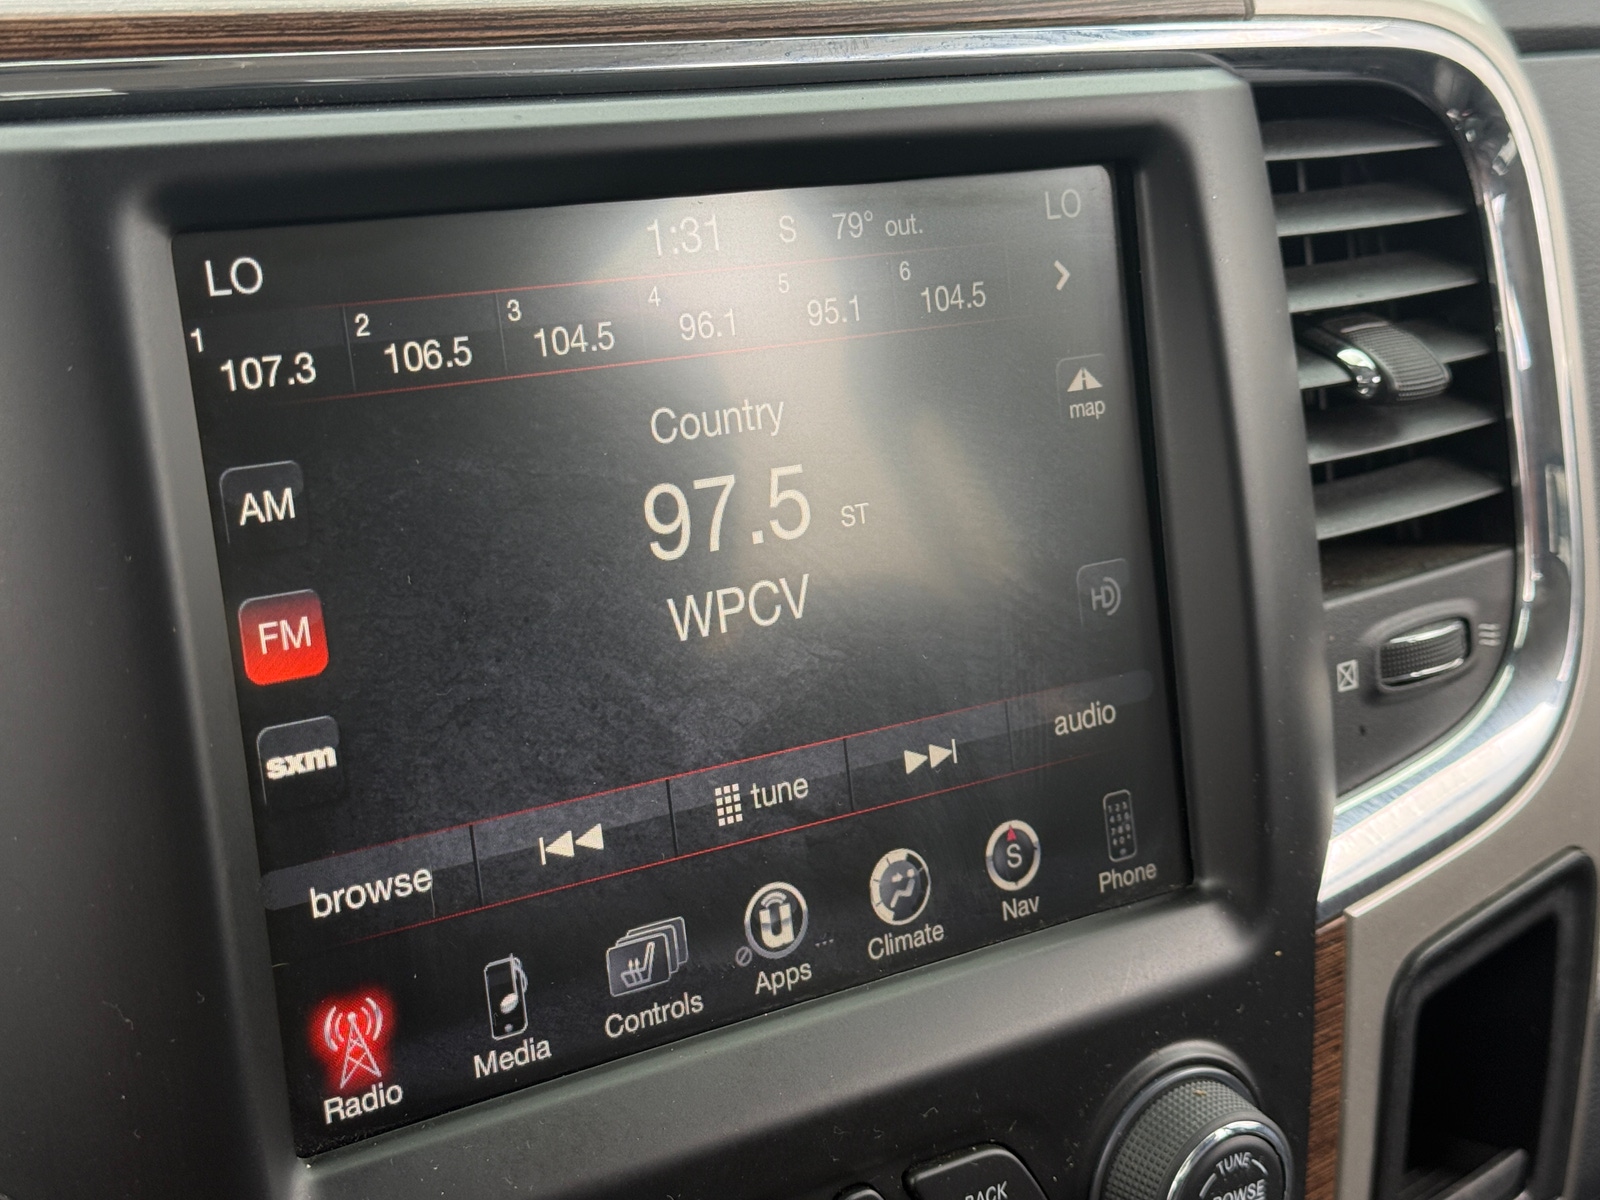 LO 1:31 S 79° out. LO
1 107.3 2 106.5 3 104.5 4 96.1 5 95.1 6 104.5
map
Country
AM
97.5 ST
FM
WPCV
HD
sxm
browse tune audio
Radio Media Controls Apps Climate S Nav Phone
TUNE
BACK